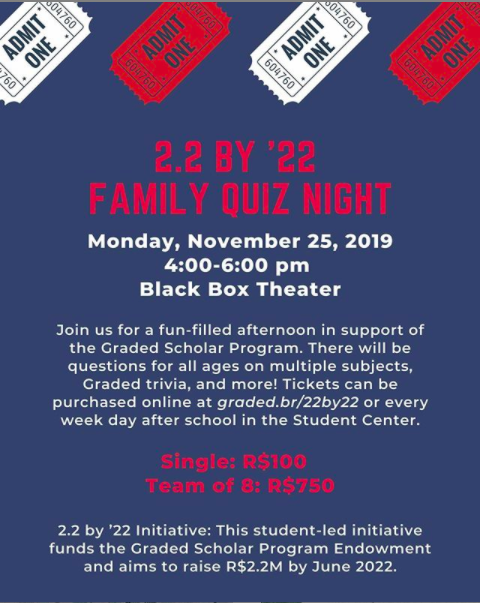 604760
ADMIT
ONE
604760
ADMIT
ONE
604760
604760
ADMIT
ONE
604760
ADMIT
ONE
2.2 BY ’22
FAMILY QUIZ NIGHT
Monday, November 25, 2019
4:00-6:00 pm
Black Box Theater
Join us for a fun-filled afternoon in support of
the Graded Scholar Program. There will be
questions for all ages on multiple subjects,
Graded trivia, and more! Tickets can be
purchased online at graded.br/22by22 or every
week day after school in the Student Center.
Single: R$100
Team of 8: R$750
2.2 by ’22 Initiative: This student-led initiative
funds the Graded Scholar Program Endowment
and aims to raise R$2.2M by June 2022.